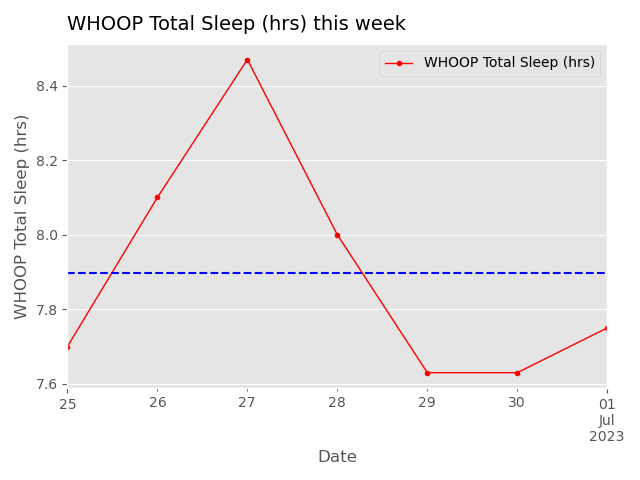 WHOOP Total Sleep (hrs) this week
WHOOP Total Sleep (hrs)
WHOOP Total Sleep (hrs)
8.4
8.2
8.0
7.8
7.6
25 26 27 28 29 30 01
Jul
2023
Date